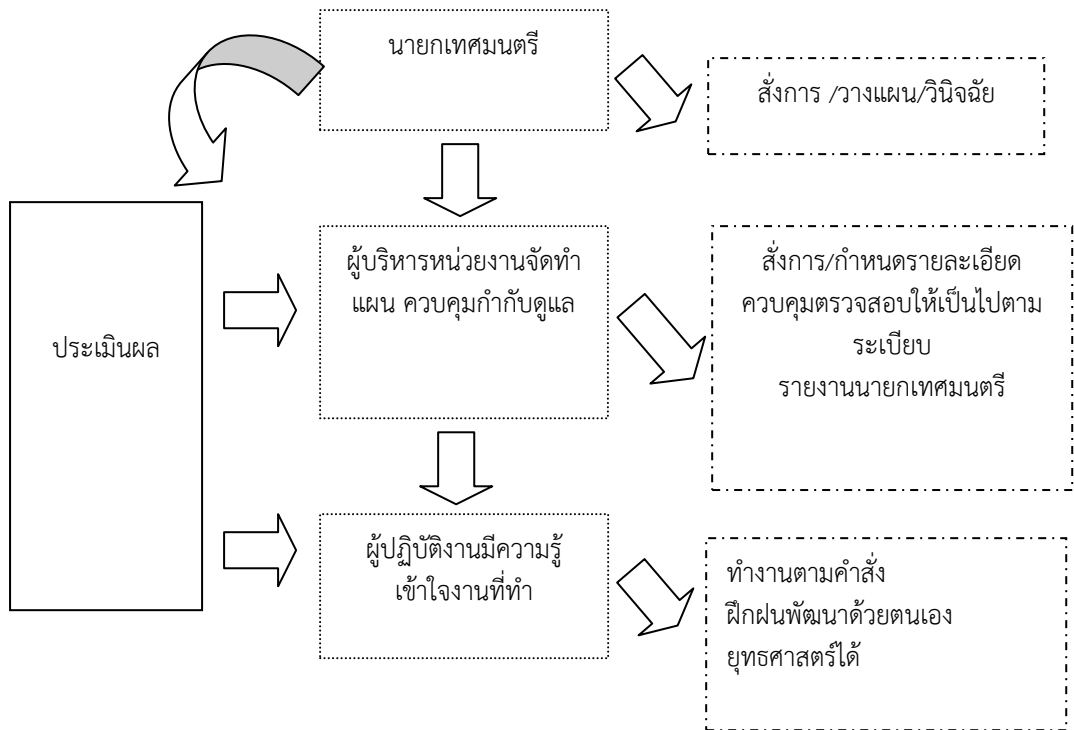 นายกเทศมนตรี
สั่งการ /วางแผน/วินิจฉัย
ผู้บริหารหน่วยงานจัดทำ
แผน ควบคุมกำกับดูแล
สั่งการ/กำหนดรายละเอียด
ควบคุมตรวจสอบให้เป็นไปตาม
ระเบียบ
รายงานนายกเทศมนตรี
ประเมินผล
ผู้ปฏิบัติงานมีความรู้
เข้าใจงานที่ทำ
ทำงานตามคำสั่ง
ฝึกฝนพัฒนาด้วยตนเอง
ยุทธศาสตร์ได้